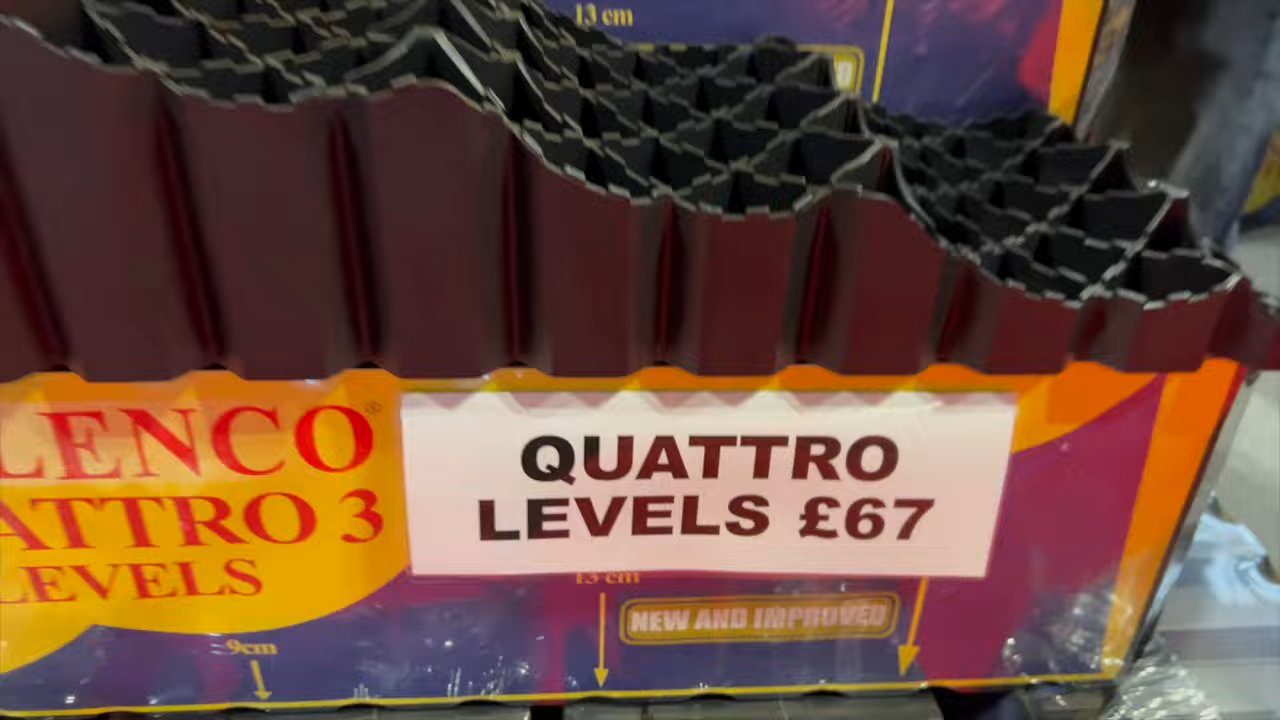 13 cm
LENCO®
ATTRO 3
LEVELS
QUATTRO
LEVELS £67
13 cm
NEW AND IMPROVED
9cm